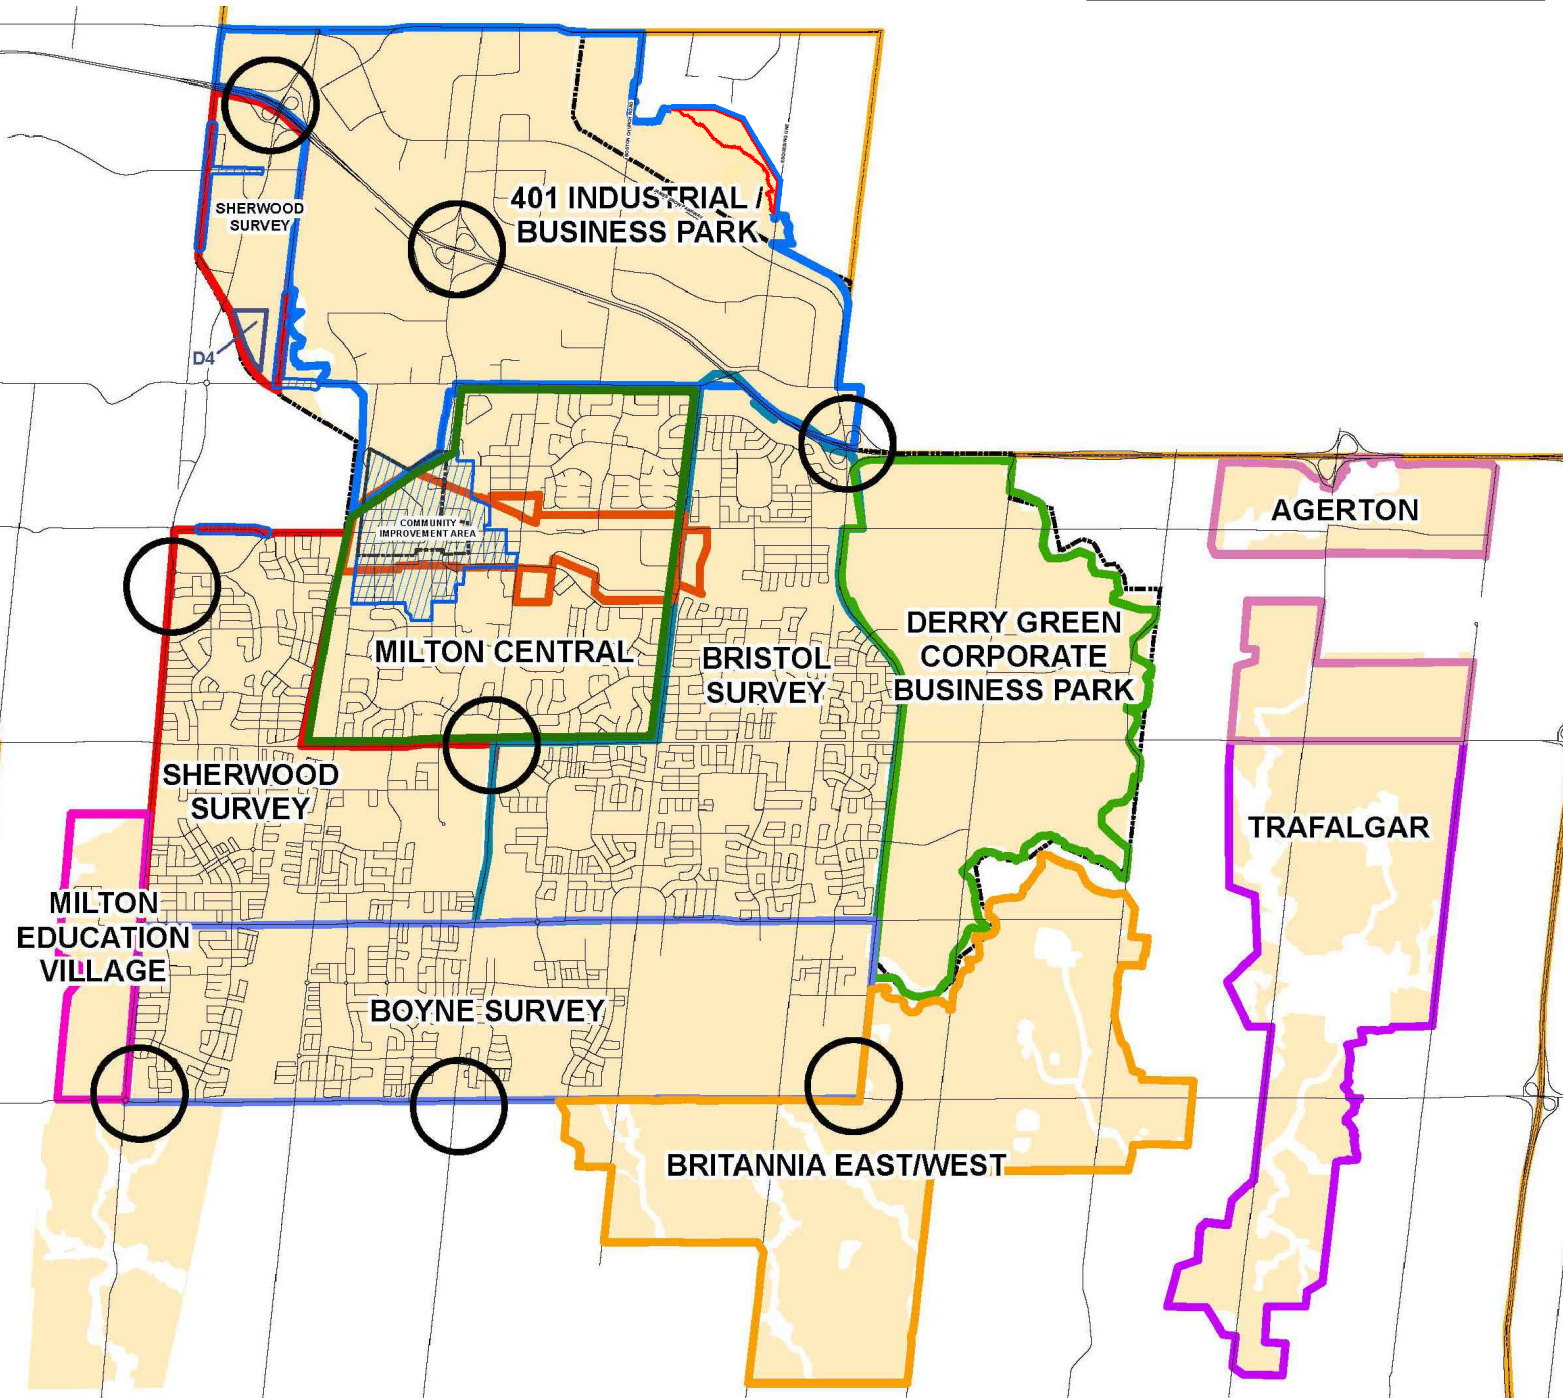 401 INDUSTRIAL /
BUSINESS PARK
SHERWOOD
SURVEY
D4
COMMUNITY
IMPROVEMENT AREA
AGERTON
MILTON CENTRAL
BRISTOL
SURVEY
DERRY GREEN
CORPORATE
BUSINESS PARK
SHERWOOD
SURVEY
TRAFALGAR
MILTON
EDUCATION
VILLAGE
BOYNE SURVEY
BRITANNIA EAST/WEST